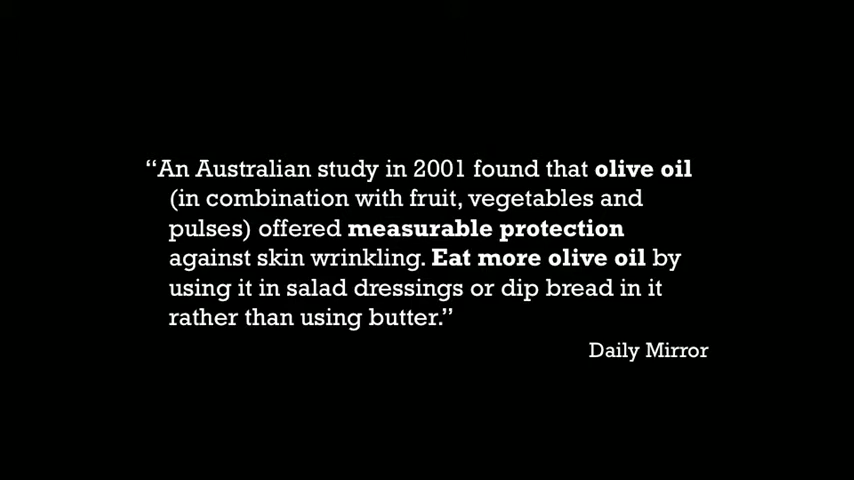 “An Australian study in 2001 found that olive oil
(in combination with fruit, vegetables and
pulses) offered measurable protection
against skin wrinkling. Eat more olive oil by
using it in salad dressings or dip bread in it
rather than using butter.”
Daily Mirror